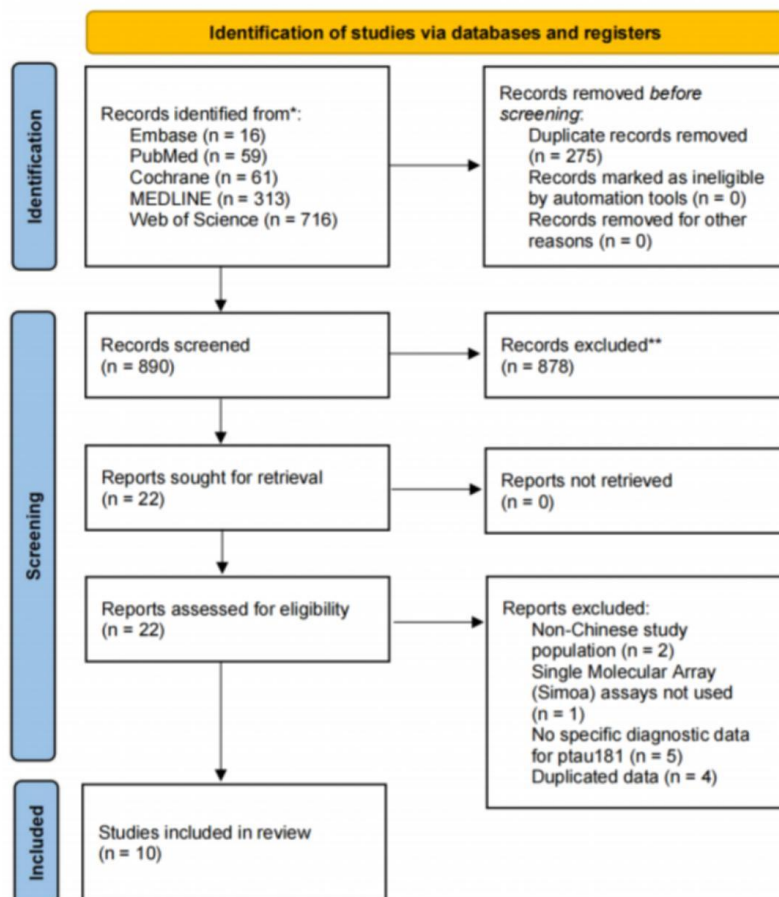 Identification of studies via databases and registers
Identification
Records identified from*:
Embase (n = 16)
PubMed (n = 59)
Cochrane (n = 61)
MEDLINE (n = 313)
Web of Science (n = 716)
Records removed before
screening:
Duplicate records removed
(n = 275)
Records marked as ineligible
by automation tools (n = 0)
Records removed for other
reasons (n = 0)
Screening
Records screened
(n = 890)
Records excluded**
(n = 878)
Reports sought for retrieval
(n = 22)
Reports not retrieved
(n = 0)
Reports assessed for eligibility
(n = 22)
Reports excluded:
Non-Chinese study
population (n = 2)
Single Molecular Array
(Simoa) assays not used
(n = 1)
No specific diagnostic data
for ptau181 (n = 5)
Duplicated data (n = 4)
Included
Studies included in review
(n = 10)